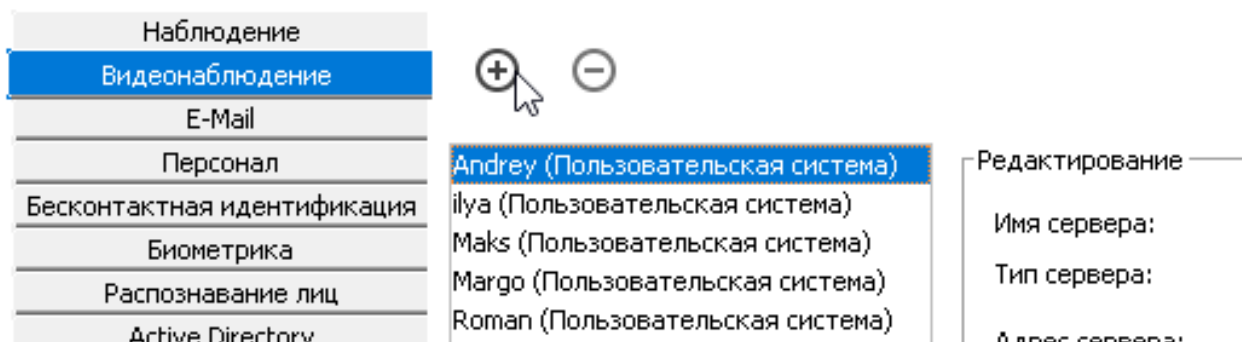 Наблюдение
Видеонаблюдение
E-Mail
Персонал
Бесконтактная идентификация
Биометрика
Распознавание лиц
Active Directory
Andrey (Пользовательская система)
ilya (Пользовательская система)
Maks (Пользовательская система)
Margo (Пользовательская система)
Roman (Пользовательская система)
Редактирование
Имя сервера:
Тип сервера:
Адрес сервера: